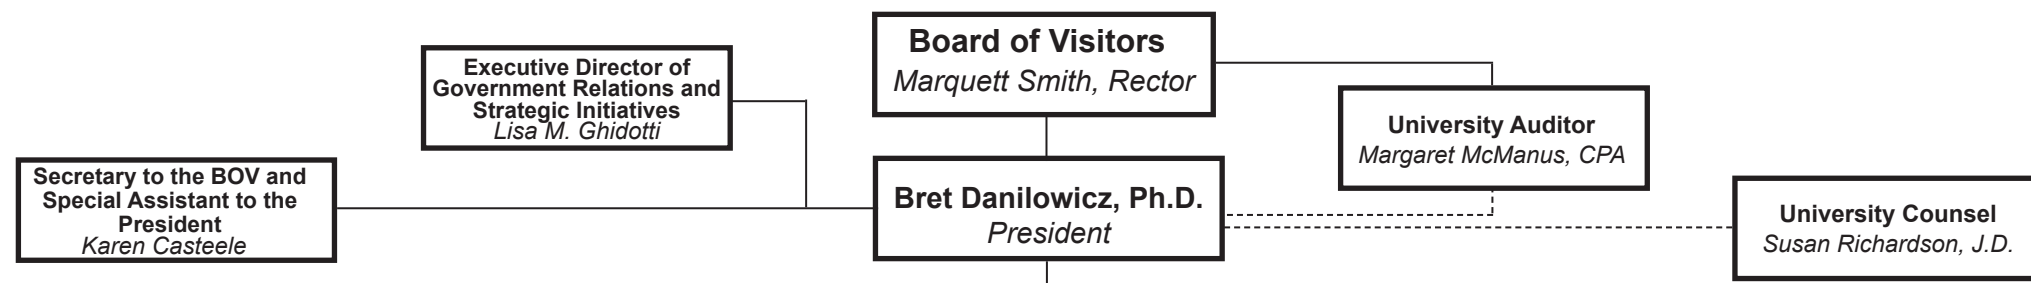 Board of Visitors
Marquett Smith, Rector
Executive Director of
Government Relations and
Strategic Initiatives
Lisa M. Ghidotti
University Auditor
Margaret McManus, CPA
Secretary to the BOV and
Special Assistant to the
President
Karen Casteele
Bret Danilowicz, Ph.D.
President
University Counsel
Susan Richardson, J.D.